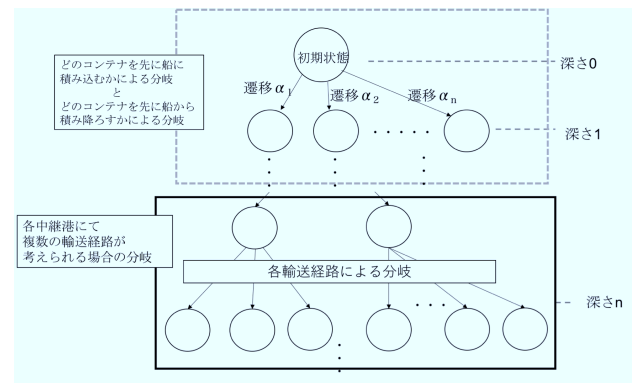 初期状態
深さ0
どのコンテナを先に船に
積み込むかによる分岐
と
どのコンテナを先に船から
積み降ろすかによる分岐
遷移α1
遷移α2
遷移αn
深さ1
各中継港にて
複数の輸送経路が
考えられる場合の分岐
各輸送経路による分岐
深さn